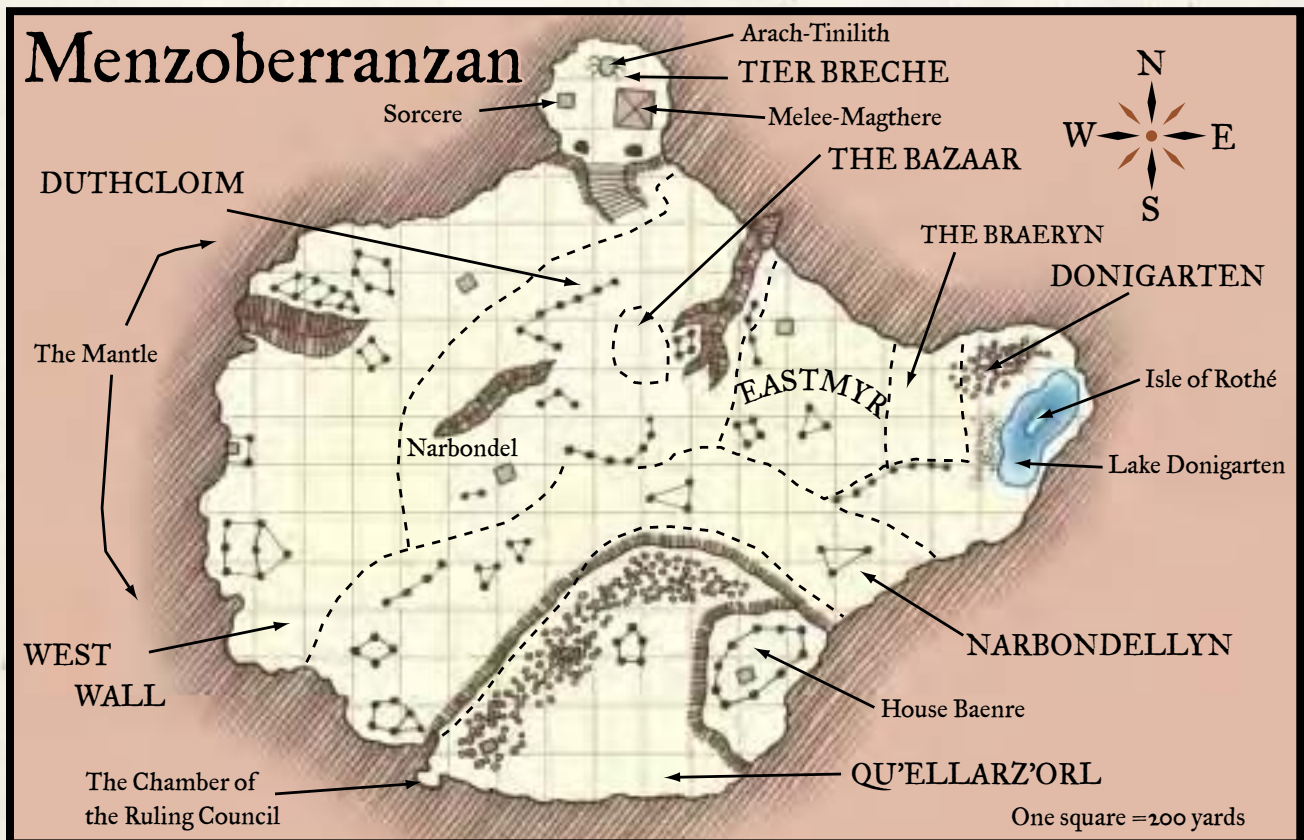 Menzoberranzan
Arach-Tinilith
TIER BRECHE
Sorcere
Melee-Magthere
N
W
E
S
THE BAZAAR
DUTHCLOIM
THE BRAERYN
DONIGARTEN
The Mantle
Isle of Rothé
EASTMYR
Narbondel
Lake Donigarten
WEST
WALL
NARBONDELLYN
House Baenre
The Chamber of
the Ruling Council
QU'ELLARZ'ORL
One square =200 yards